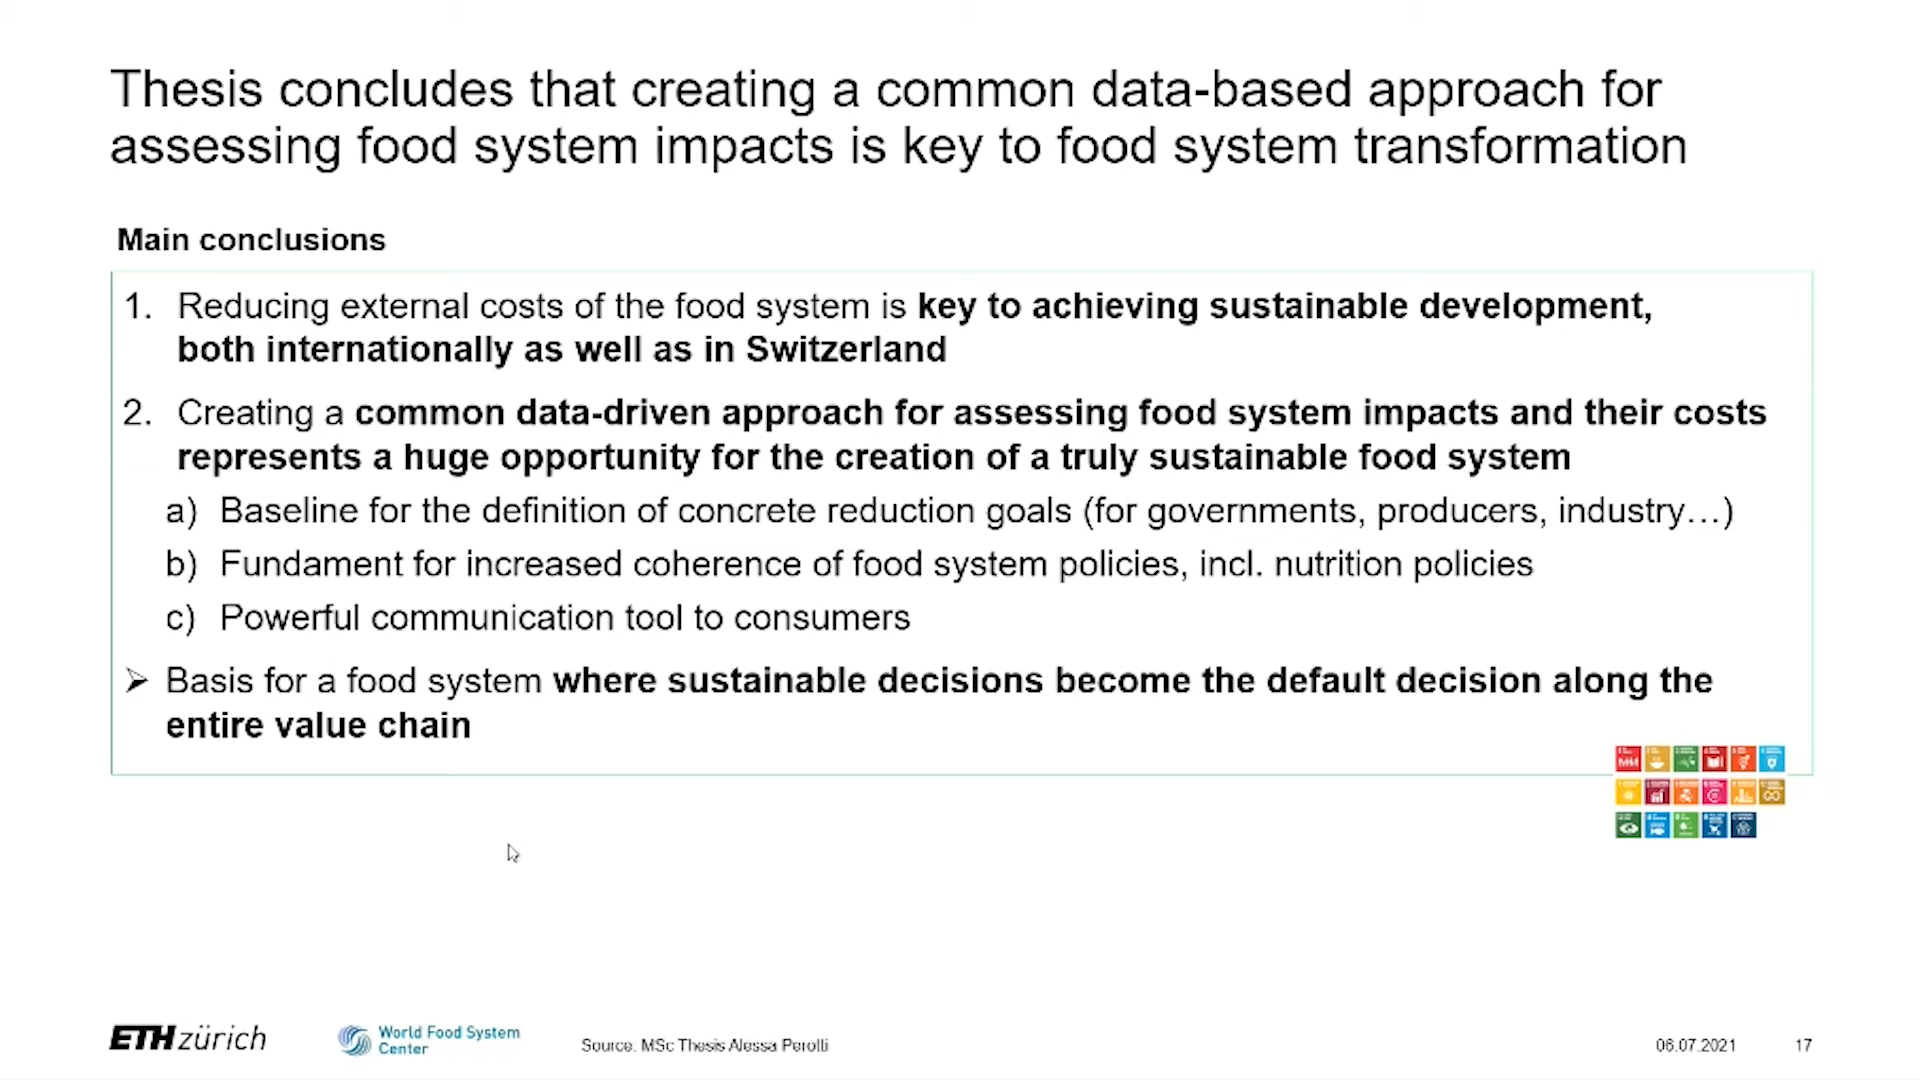 Thesis concludes that creating a common data-based approach for
assessing food system impacts is key to food system transformation
Main conclusions
1. Reducing external costs of the food system is key to achieving sustainable development,
both internationally as well as in Switzerland
2. Creating a common data-driven approach for assessing food system impacts and their costs
represents a huge opportunity for the creation of a truly sustainable food system
a) Baseline for the definition of concrete reduction goals (for governments, producers, industry…)
b) Fundament for increased coherence of food system policies, incl. nutrition policies
c) Powerful communication tool to consumers
➢ Basis for a food system where sustainable decisions become the default decision along the
entire value chain
ETH zürich
World Food System
Center
Source: MSc Thesis Alessa Perotti
06.07.2021
17